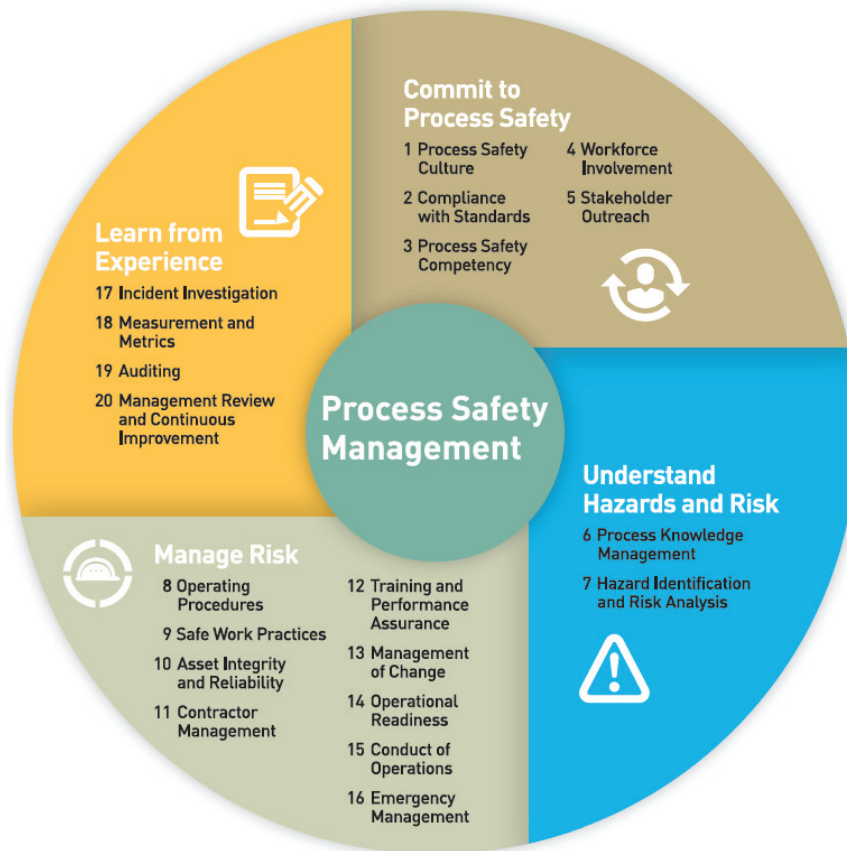 Commit to
Process Safety
1 Process Safety
Culture
2 Compliance
with Standards
3 Process Safety
Competency
4 Workforce
Involvement
5 Stakeholder
Outreach
Understand
Hazards and Risk
6 Process Knowledge
Management
7 Hazard Identification
and Risk Analysis
Manage Risk
8 Operating
Procedures
9 Safe Work Practices
10 Asset Integrity
and Reliability
11 Contractor
Management
12 Training and
Performance
Assurance
13 Management
of Change
14 Operational
Readiness
15 Conduct of
Operations
16 Emergency
Management
Learn from
Experience
17 Incident Investigation
18 Measurement and
Metrics
19 Auditing
20 Management Review
and Continuous
Improvement
Process Safety
Management